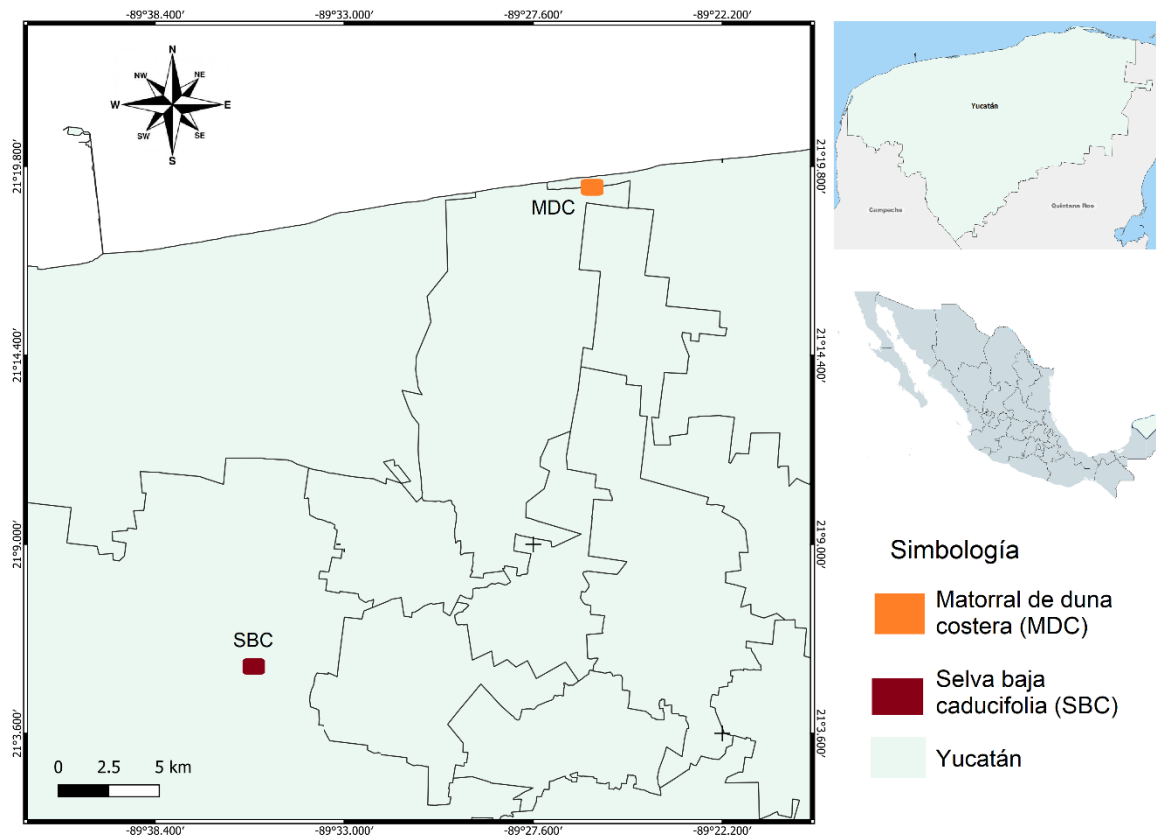 -89°38.400′ -89°33.000′ -89°27.600′ -89°22.200′
N
NW NE
W E
SW SE
S
21°19.800′ 21°19.800′
MDC
21°14.400′ 21°14.400′
21°9.000′ 21°9.000′
SBC
21°3.600′ 21°3.600′
0 2.5 5 km
-89°38.400′ -89°33.000′ -89°27.600′ -89°22.200′
Yucatán
Campeche
Quintana Roo
Simbología
Matorral de duna
costera (MDC)
Selva baja
caducifolia (SBC)
Yucatán